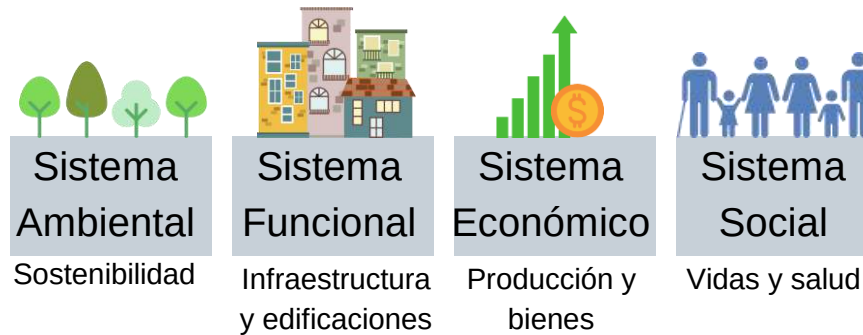 Sistema
Ambiental
Sostenibilidad
Sistema
Funcional
Infraestructura
y edificaciones
$
Sistema
Económico
Producción y
bienes
Sistema
Social
Vidas y salud